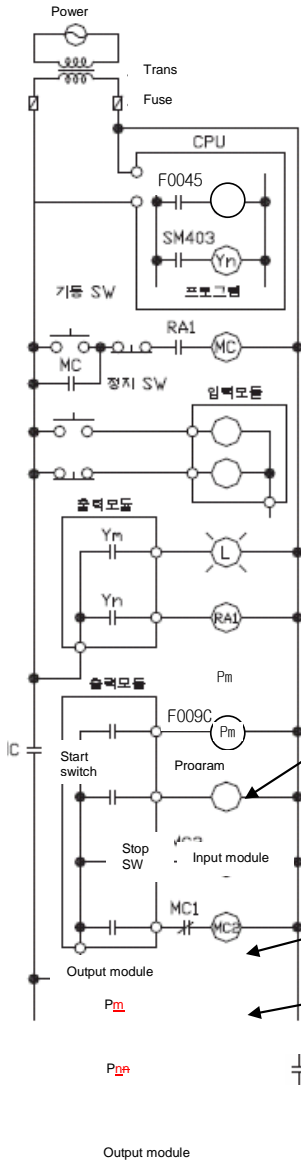 Power
Trans
Fuse
CPU
F0045
SM403
Yn
프로그램
기동 SW
RA1
MC
MC
정지 SW
입력모듈
출력모듈
Ym
L
Yn
RA1
Pm
출력모듈
F009C
Pm
Start
switch
Program
Stop
SW
Input module
MC1
MC2
Output module
Pm
Pnn
Output module